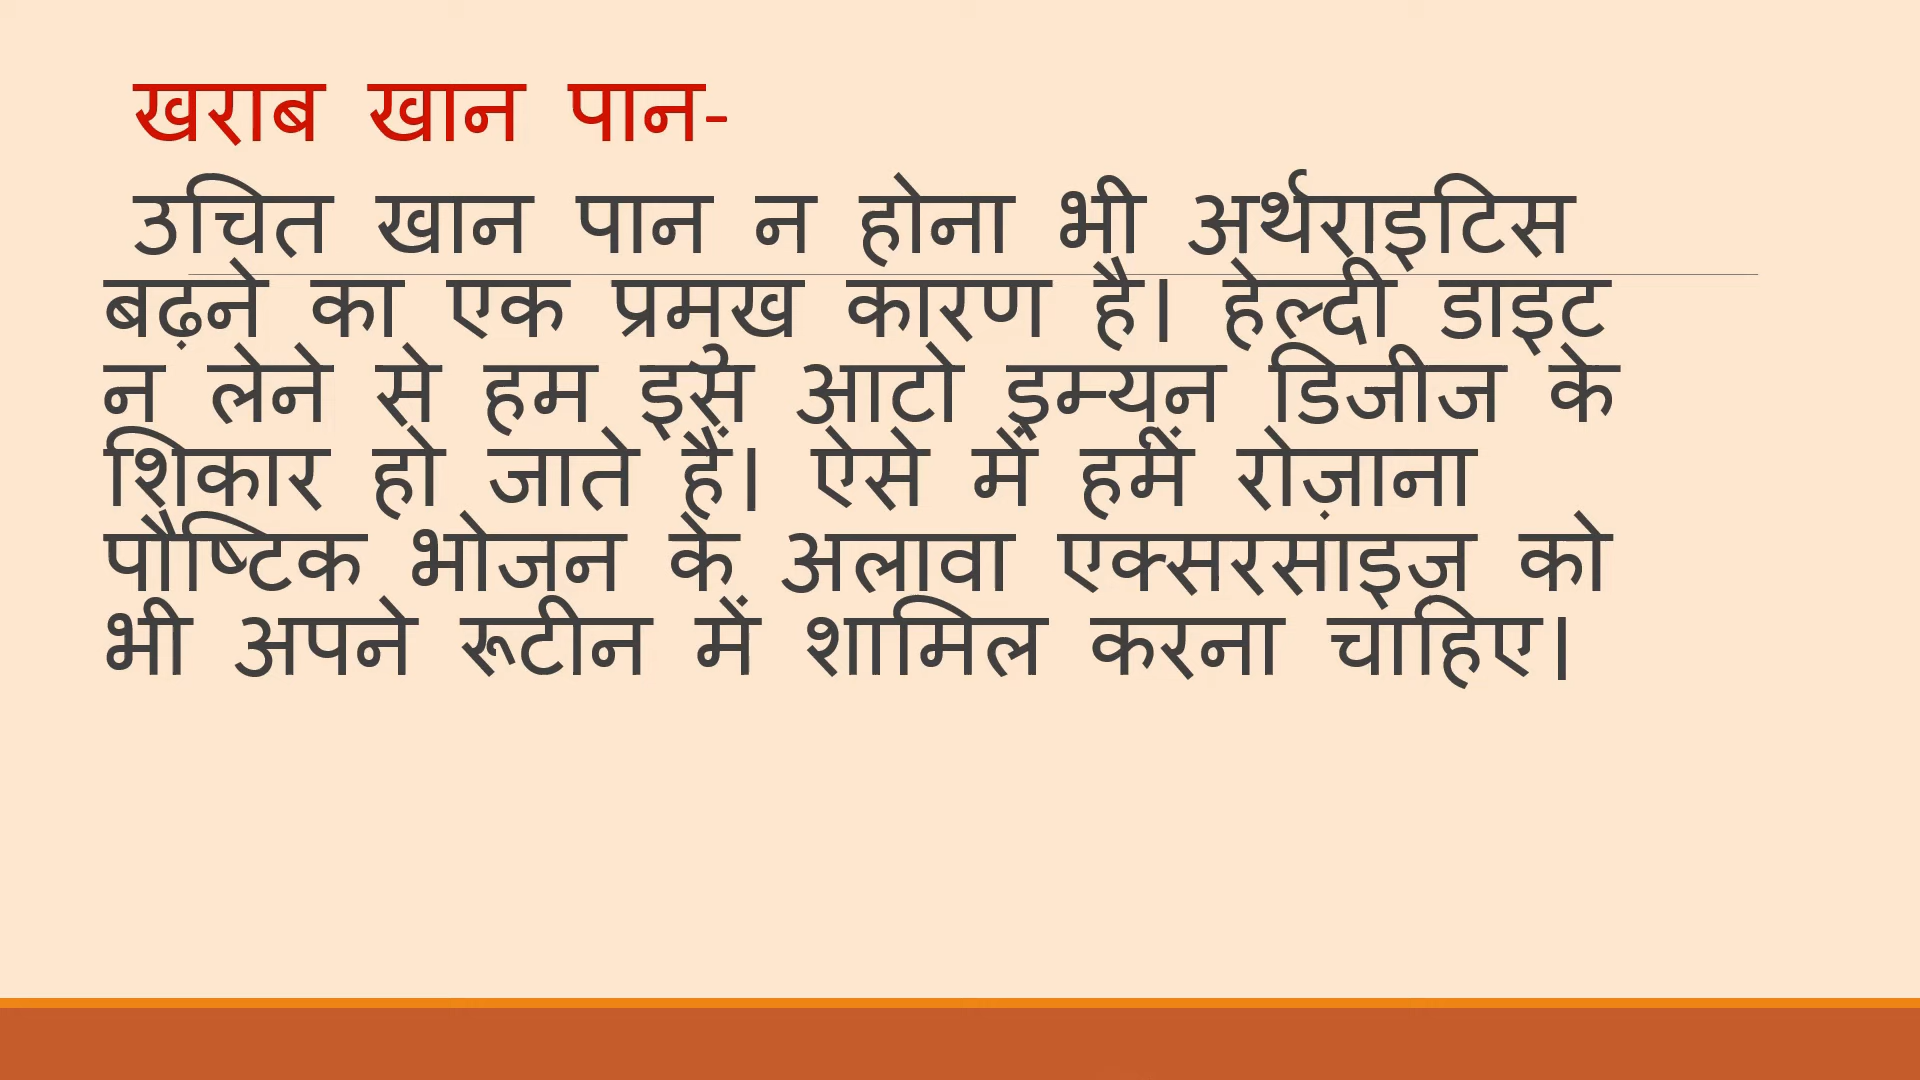 खराब खान पान-
उचित खान पान न होना भी अर्थराइटिस
बढ़ने का एक प्रमुख कारण है। हेल्दी डाइट
न लेने से हम इस आटो इम्यून डिजीज के
शिकार हो जाते हैं। ऐसे में हमें रोज़ाना
पौष्टिक भोजन के अलावा एक्सरसाइज को
भी अपने रूटीन में शामिल करना चाहिए।